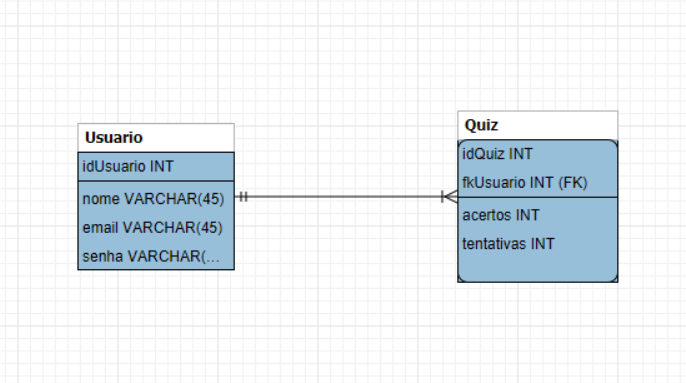 Usuario
idUsuario INT
nome VARCHAR(45)
email VARCHAR(45)
senha VARCHAR(...
Quiz
idQuiz INT
fkUsuario INT (FK)
acertos INT
tentativas INT